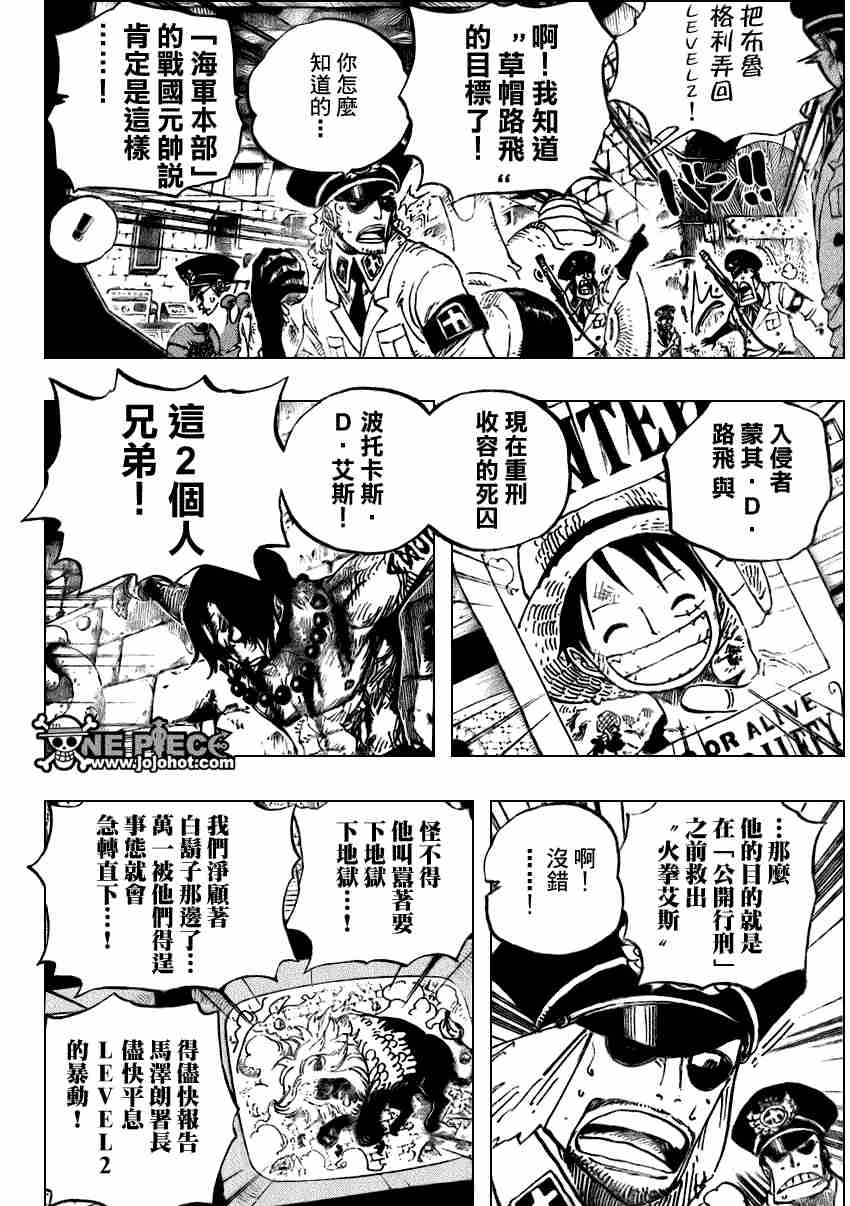 把布魯
格利弄回
LEVEL2！
啊！我知道
〝草帽路飛〞
的目標了！
你怎麼
知道的…
「海軍本部」
的戰國元帥説
肯定是這樣
……！
！
バーン!!
入侵者
蒙其．D．
路飛與
現在重刑
收容的死囚
波托卡斯．
D．艾斯！
這2個人
兄弟！
OR ALIVE
ONE PIECE
www.jojohot.com
…那麼
他的目的就是
在「公開行刑」
之前救出
〝火拳艾斯〞
啊！
沒錯
……！
怪不得
他叫囂著要
下地獄
下地獄…！
我們淨顧著
白鬍子那邊了…
萬一被他們得逞
事態就會
急轉直下…！
得儘快報告
馬澤朗署長
儘快平息
LEVEL2
的暴動！